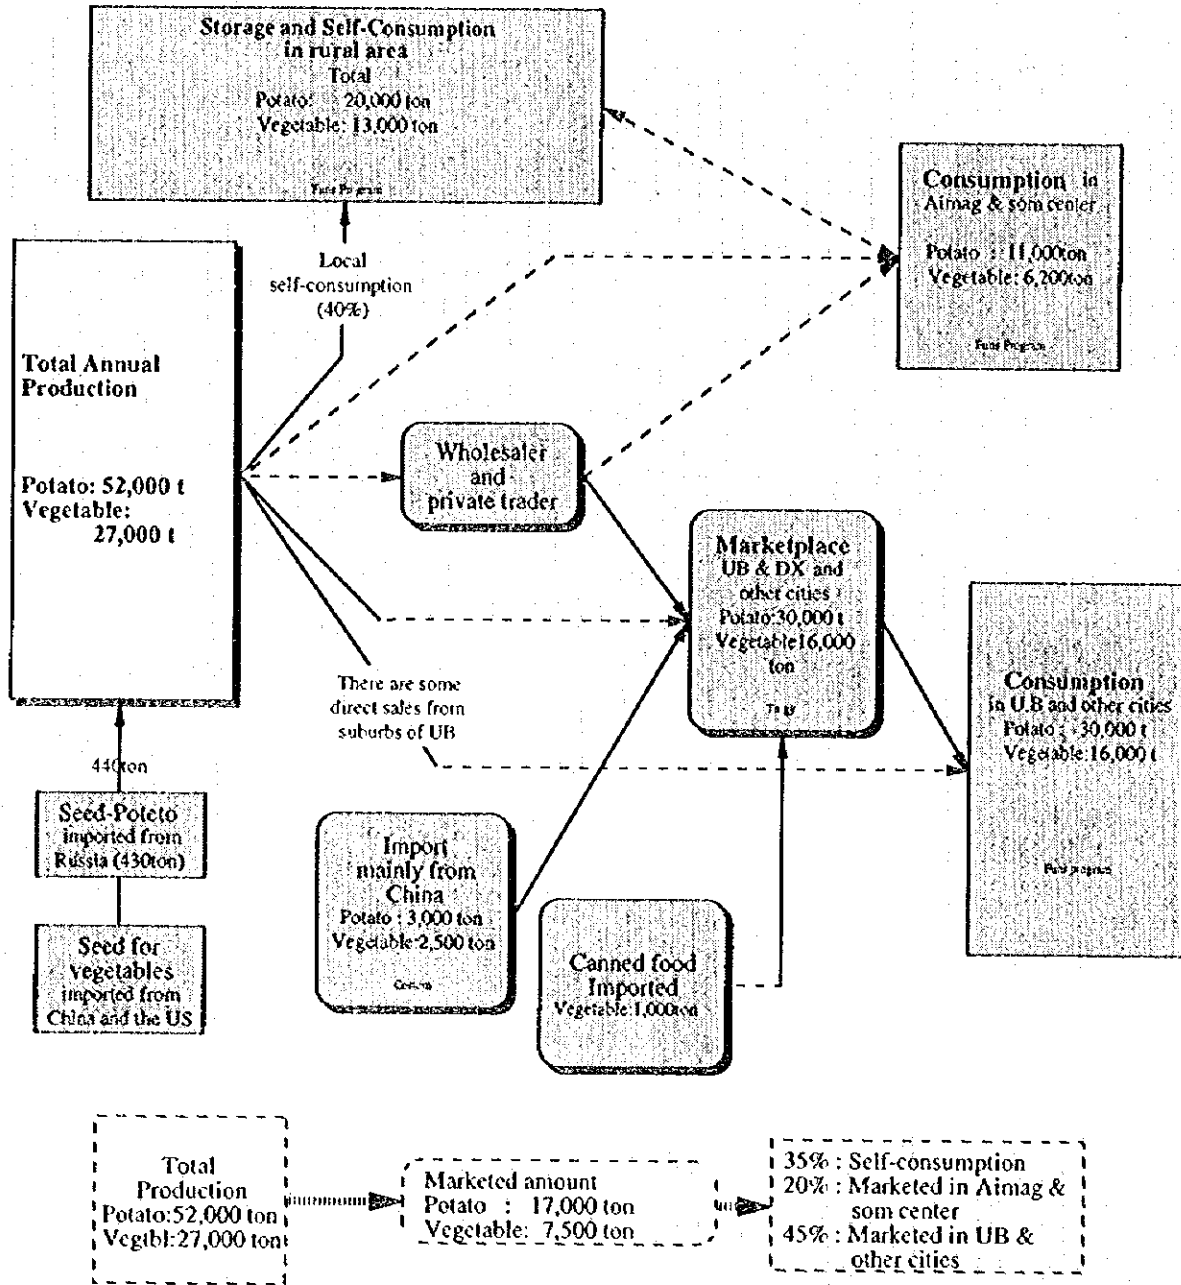 Storage and Self-Consumption
in rural area
Total
Potato: 20,000 ton
Vegetable: 13,000 ton
Consumption in
Aimag & som center
Potato : 11,000ton
Vegetable: 6,200ton
Funs Program
Local
self-consumption
(40%)
Total Annual
Production
Potato: 52,000 t
Vegetable:
27,000 t
Wholesaler
and
private trader
Marketplace
UB & DX and
other cities
Potato:30,000 t
Vegetable16,000
ton
Consumption
in U.B and other cities
Potato : 30,000 t
Vegetable:16,000 t
There are some
direct sales from
suburbs of UB
440ton
Seed-Poteto
imported from
Russia (430ton)
Seed for
vegetables
imported from
China and the US
Import
mainly from
China
Potato : 3,000 ton
Vegetable:2,500 ton
Canned food
Imported
Vegetable:1,000ton
Total
Production
Potato:52,000 ton
Vegtbl:27,000 ton
Marketed amount
Potato : 17,000 ton
Vegetable: 7,500 ton
35% : Self-consumption
20% : Marketed in Aimag &
som center
45% : Marketed in UB &
other cities